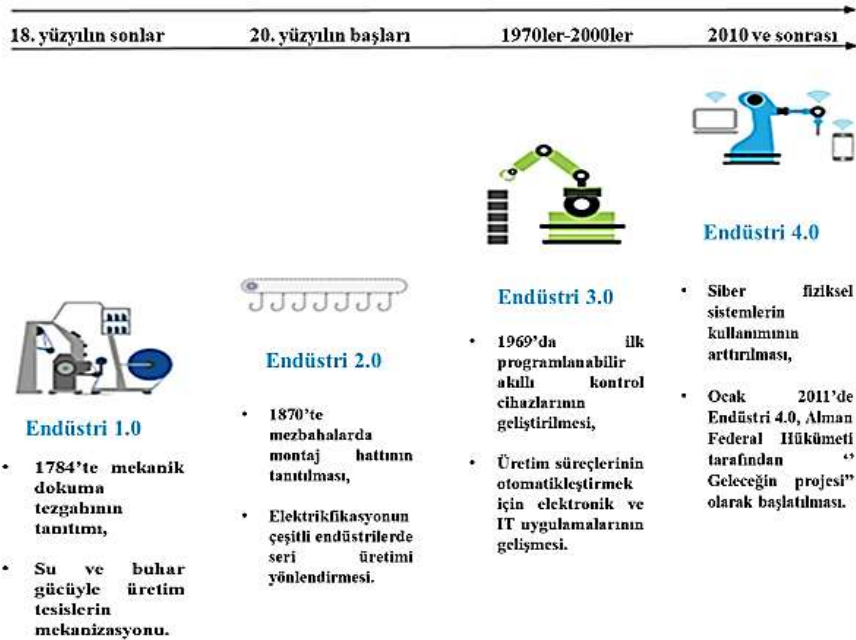 18. yüzyılın sonlar
20. yüzyılın başları
1970ler-2000ler
2010 ve sonrası
Endüstri 1.0
• 1784’te mekanik
dokuma
tezgahının
tanıtımı,
• Su ve buhar
gücüyle üretim
tesislerin
mekanizasyonu.
Endüstri 2.0
• 1870’te
mezbahalarda
montaj hattının
tanıtılması,
• Elektrikfikasyonun
çeşitli endüstrilerde
seri üretimi
yönlendirmesi.
Endüstri 3.0
• 1969’da ilk
programlanabilir
akıllı kontrol
cihazlarının
geliştirilmesi,
• Üretim süreçlerinin
otomatikleştirmek
için elektronik ve
IT uygulamalarının
gelişmesi.
Endüstri 4.0
• Siber fiziksel
sistemlerin
kullanımının
arttırılması,
• Ocak 2011’de
Endüstri 4.0, Alman
Federal Hükümeti
tarafından “
Geleceğin projesi”
olarak başlatılması.